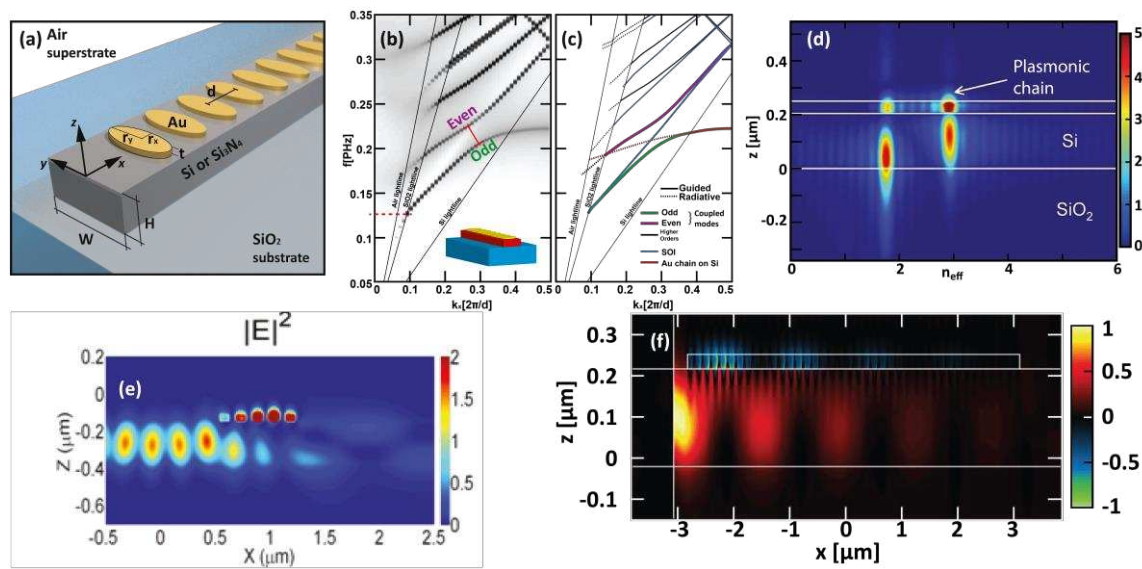 (a)
Air
superstrate
d
Au
r_y
r_x
t
z
y
x
Si or Si₃N₄
W
H
SiO₂
substrate
(b)
f[PHz]
0.35
0.30
0.25
0.20
0.15
0.10
0.05
Air lightline
SiO2 lightline
Si lightline
Even
Odd
0 0.1 0.2 0.3 0.4 0.5
kₓ[2π/d]
(c)
Air lightline
SiO2 lightline
Si lightline
Guided
Radiative
Odd
Even
Coupled
modes
Higher
Orders
SOI
Au chain on Si
0.1 0.2 0.3 0.4 0.5
kₓ[2π/d]
(d)
z [μm]
0.4
0.2
0
-0.2
Plasmonic
chain
Si
SiO₂
0 2 4 6
n_eff
5
4
3
2
1
0
|E|²
(e)
Z (μm)
0.2
0
-0.2
-0.4
-0.6
-0.5 0 0.5 1 1.5 2 2.5
X (μm)
2
1.5
1
0.5
0
(f)
z [μm]
0.3
0.2
0.1
0
-0.1
-3 -2 -1 0 1 2 3
x [μm]
1
0.5
0
-0.5
-1